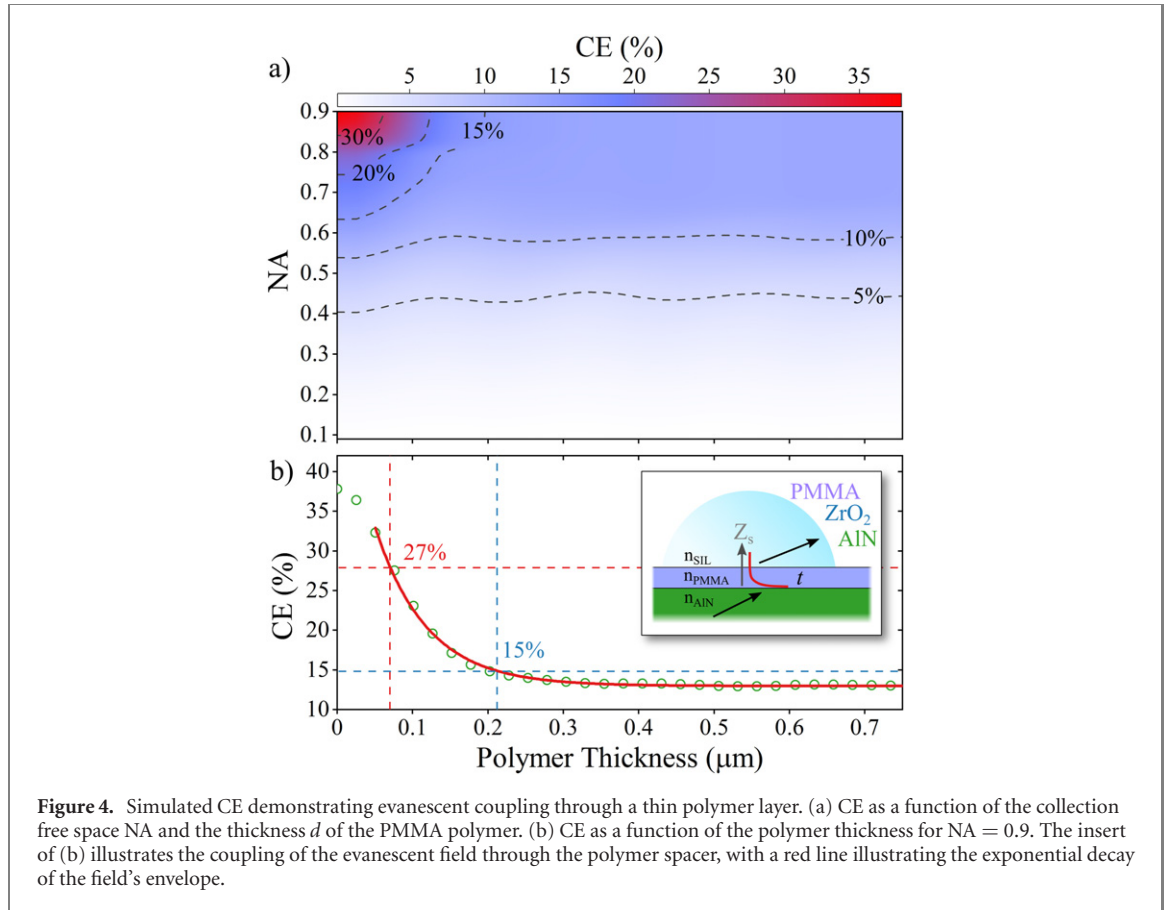 CE (%)
a)
5 10 15 20 25 30 35
0.9
30%
15%
0.8
20%
0.7
0.6
10%
NA
0.5
5%
0.4
0.3
0.2
0.1
b)
40
PMMA
ZrO₂
AlN
35
Zₛ
27%
30
n_SIL
n_PMMA
t
n_AlN
CE (%)
25
20
15%
15
10
0 0.1 0.2 0.3 0.4 0.5 0.6 0.7
Polymer Thickness (μm)
Figure 4. Simulated CE demonstrating evanescent coupling through a thin polymer layer. (a) CE as a function of the collection
free space NA and the thickness d of the PMMA polymer. (b) CE as a function of the polymer thickness for NA = 0.9. The insert
of (b) illustrates the coupling of the evanescent field through the polymer spacer, with a red line illustrating the exponential decay
of the field's envelope.